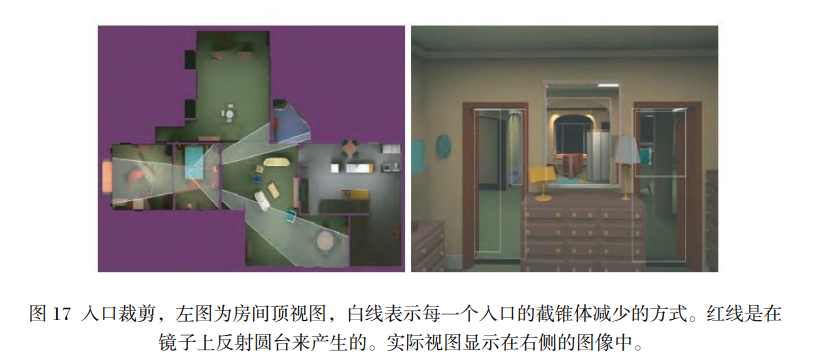 图 17 入口裁剪，左图为房间顶视图，白线表示每一个入口的截锥体减少的方式。红线是在
镜子上反射圆台来产生的。实际视图显示在右侧的图像中。